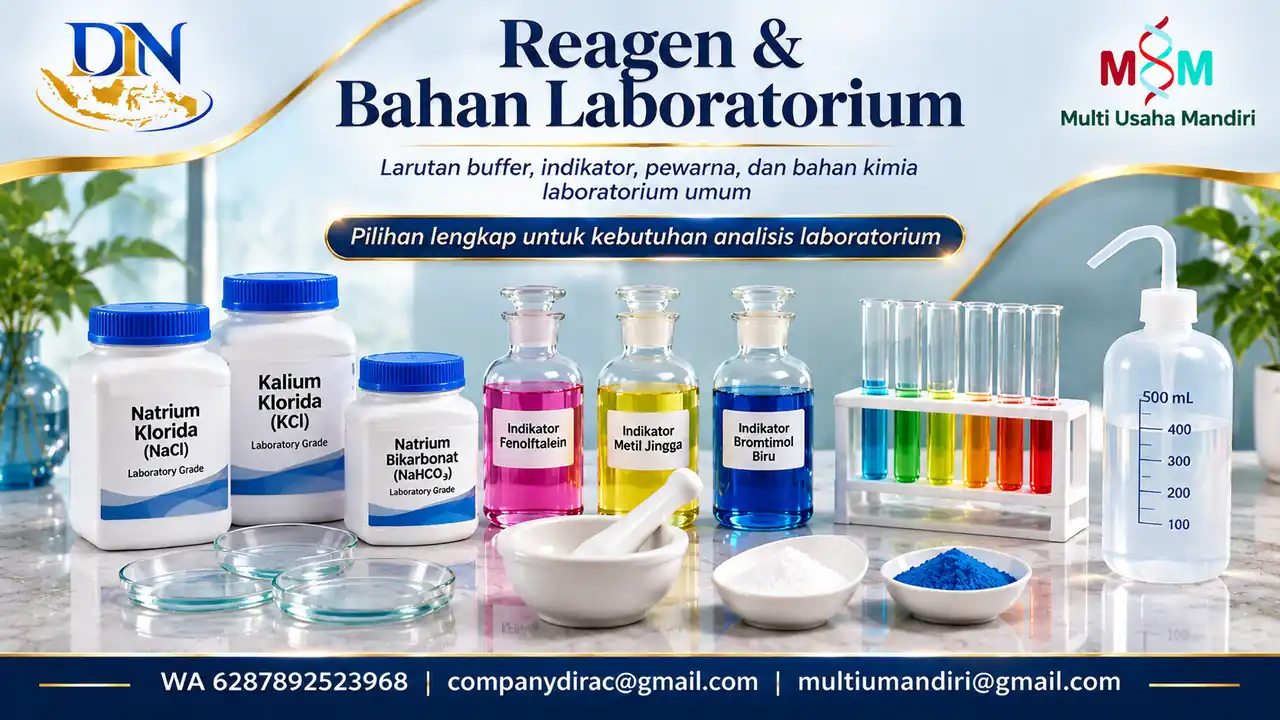 DIN
Reagen &
Bahan Laboratorium
Larutan buffer, indikator, pewarna, dan bahan kimia
laboratorium umum
Pilihan lengkap untuk kebutuhan analisis laboratorium
MSM
Multi Usaha Mandiri
Natrium
Klorida
(NaCl)
Laboratory Grade
Kalium
Klorida
(KCl)
Laboratory Grade
Natrium
Bikarbonat
(NaHCO₃)
Laboratory Grade
Indikator
Fenolftalein
Indikator
Metil Jingga
Indikator
Bromtimol
Biru
500 mL
400
300
200
100
WA 6287892523968 | companydirac@gmail.com | multiumandiri@gmail.com